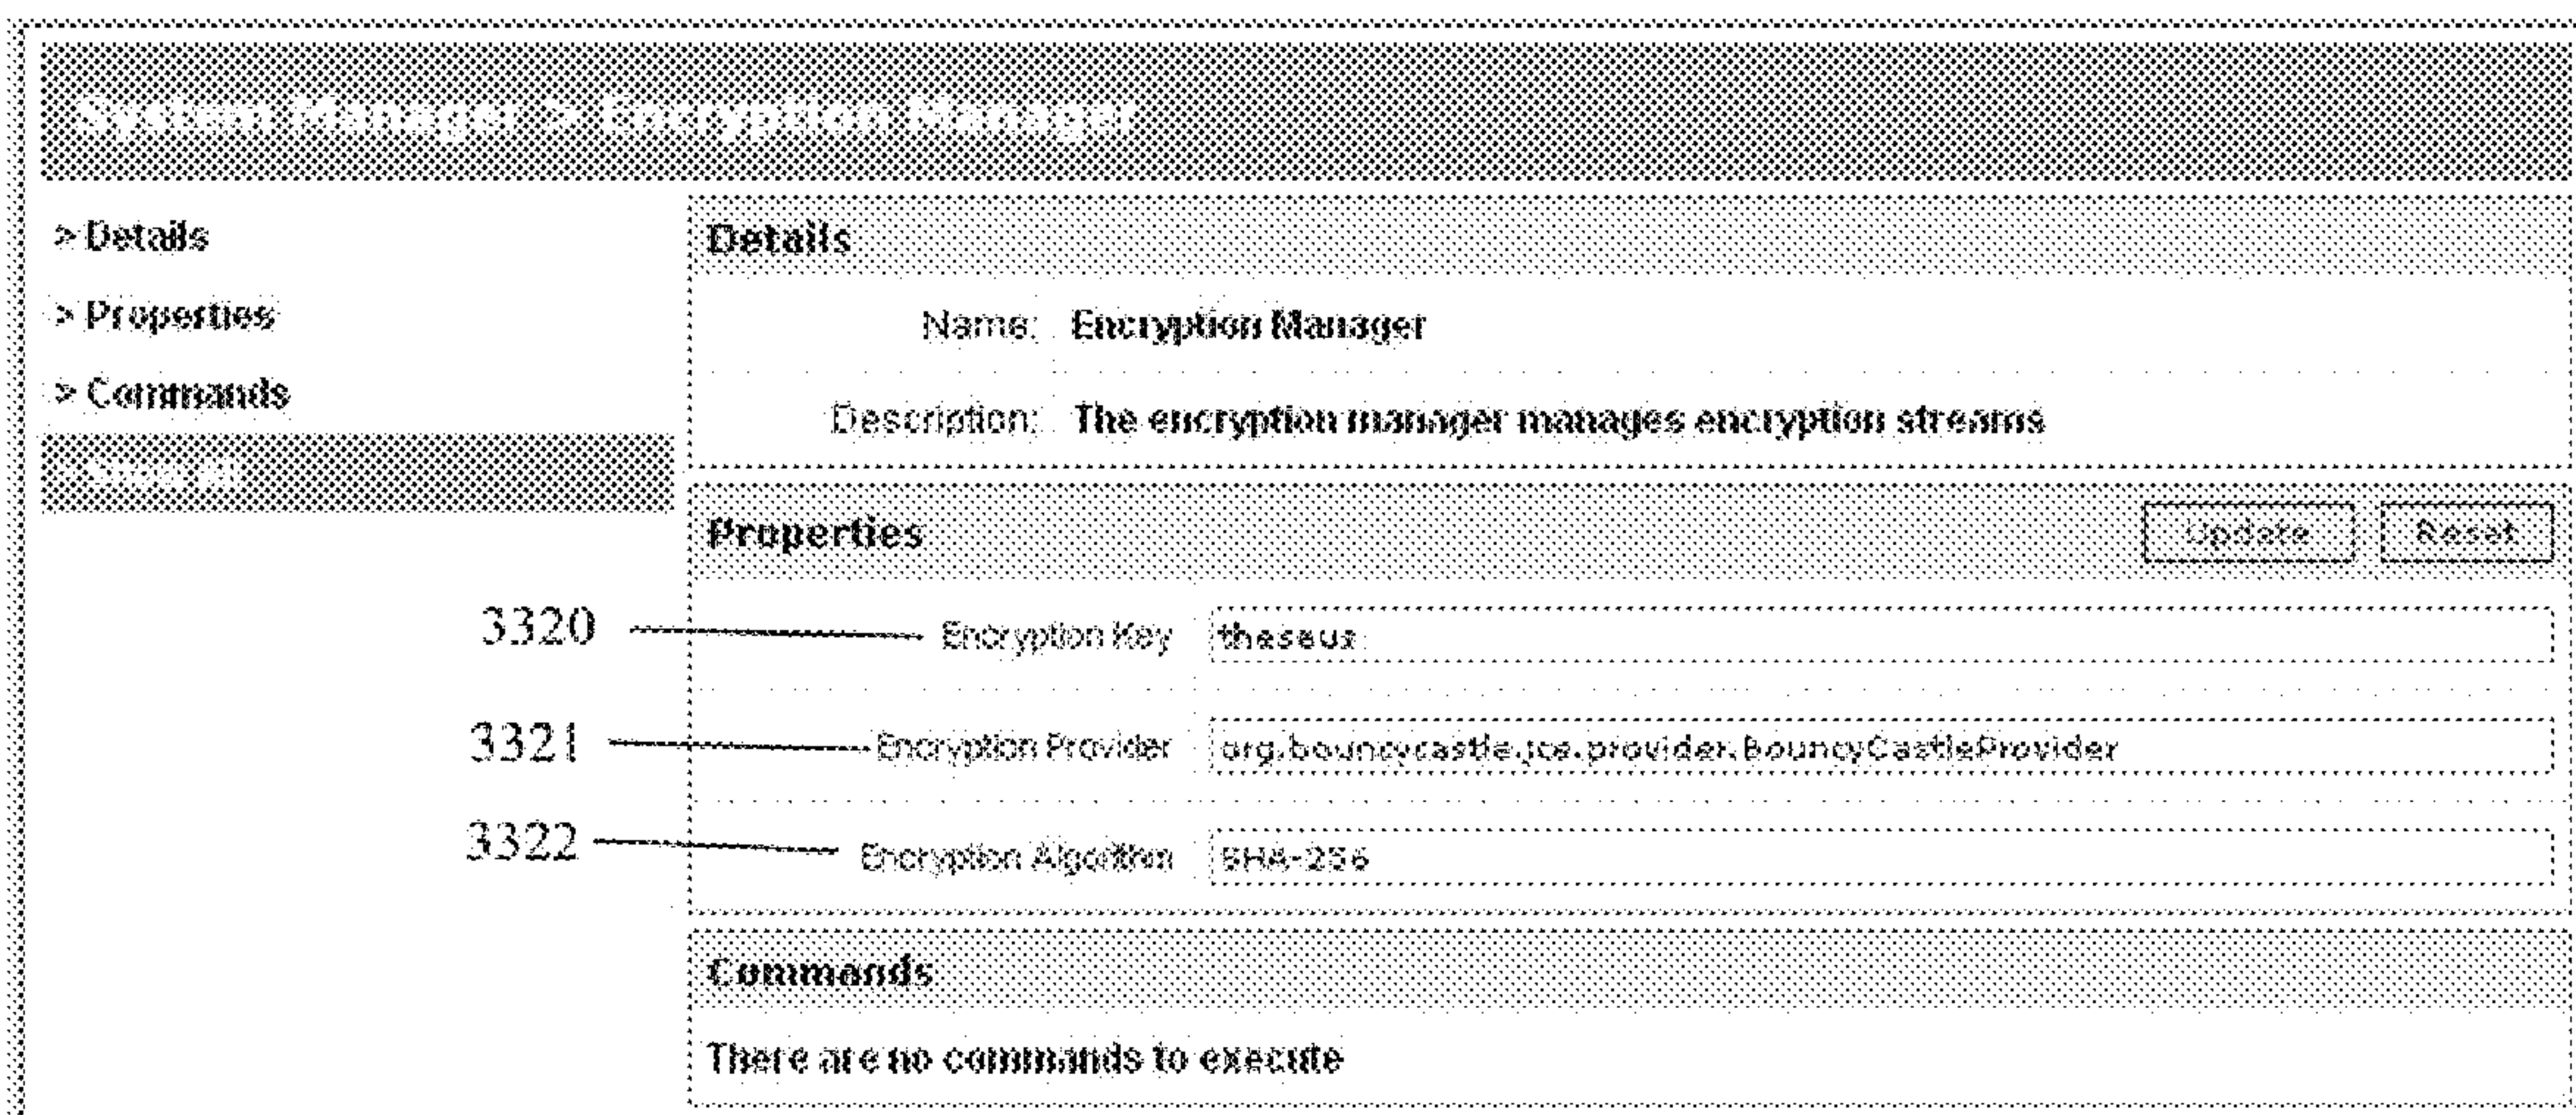 System Manager > Encryption Manager
> Details
> Properties
> Commands
> Show all
Details
Name: Encryption Manager
Description: The encryption manager manages encryption streams
Properties Update Reset
3320 Encryption Key theseus
3321 Encryption Provider org.bouncycastle.jce.provider.BouncyCastleProvider
3322 Encryption Algorithm SHA-256
Commands
There are no commands to execute